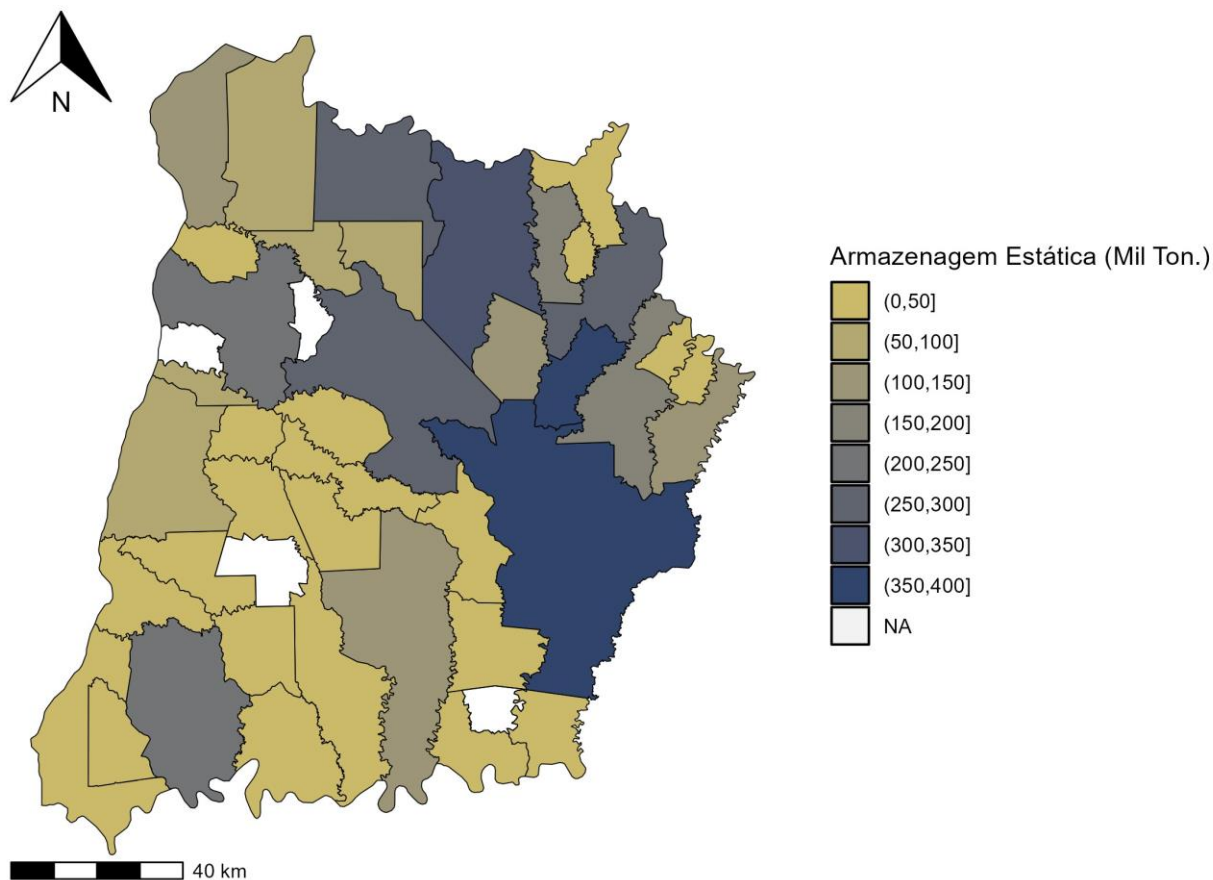 N
Armazenagem Estática (Mil Ton.)
(0,50]
(50,100]
(100,150]
(150,200]
(200,250]
(250,300]
(300,350]
(350,400]
NA
40 km